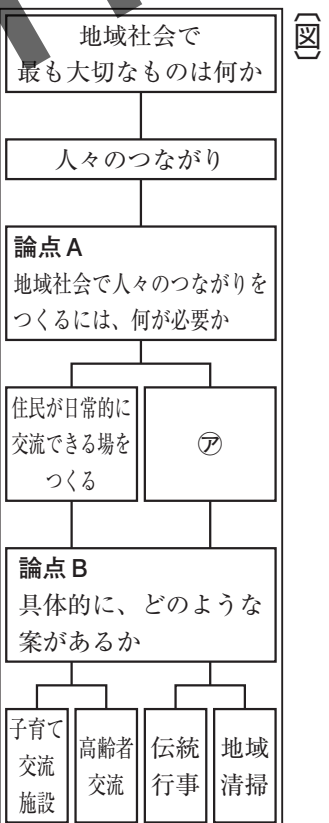 〔図〕
地域社会で
最も大切なものは何か
人々のつながり
論点A
地域社会で人々のつながりを
つくるには、何が必要か
住民が日常的に
交流できる場を
つくる
㋐
論点B
具体的に、どのような
案があるか
子育て
交流
施設
高齢者
交流
伝統
行事
地域
清掃